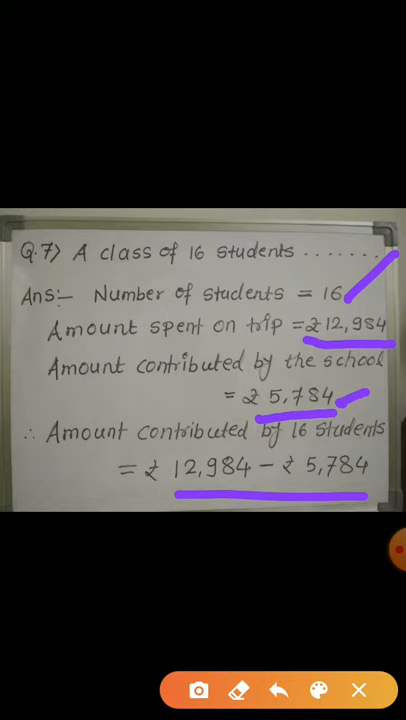 Q.7) A class of 16 students ........
Ans:- Number of students = 16
Amount spent on trip = ₹12,984
Amount contributed by the school
= ₹ 5,784
∴ Amount contributed by 16 students
= ₹ 12,984 - ₹ 5,784